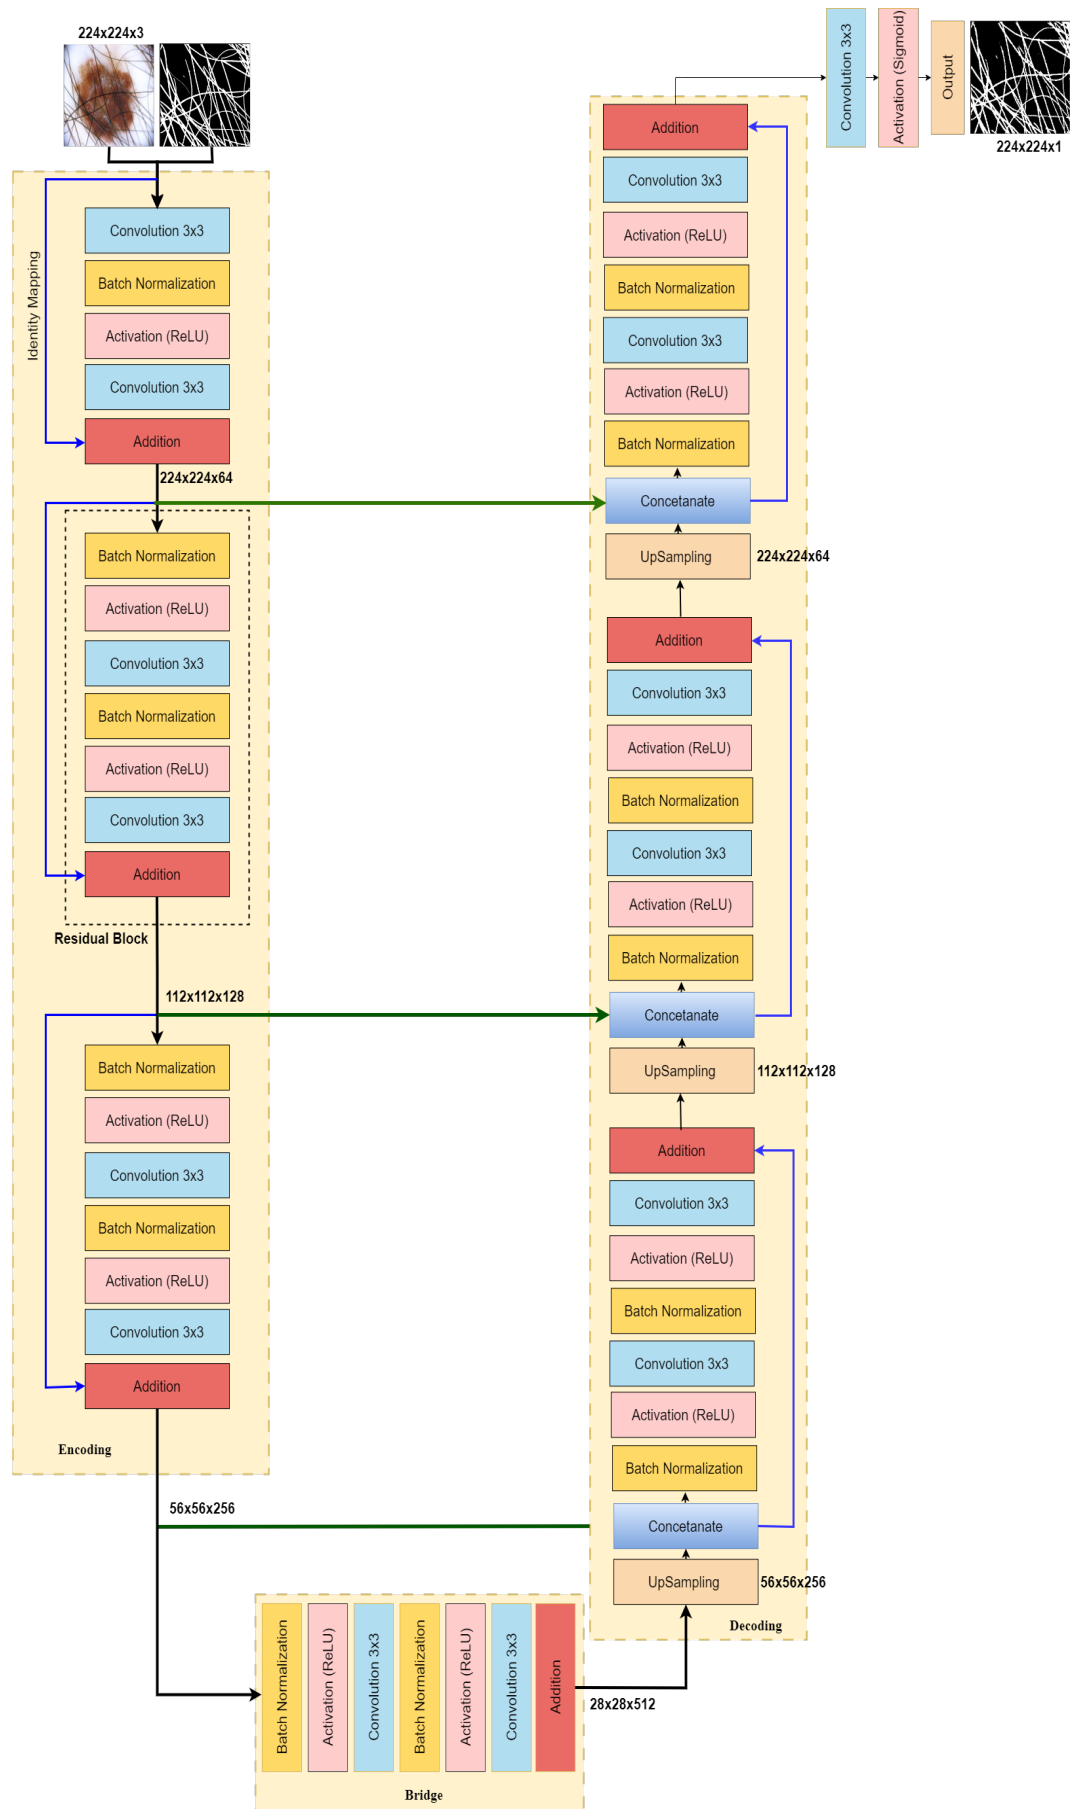 224x224x3
Identity Mapping
Convolution 3x3
Batch Normalization
Activation (ReLU)
Convolution 3x3
Addition
224x224x64
Batch Normalization
Activation (ReLU)
Convolution 3x3
Batch Normalization
Activation (ReLU)
Convolution 3x3
Addition
Residual Block
112x112x128
Batch Normalization
Activation (ReLU)
Convolution 3x3
Batch Normalization
Activation (ReLU)
Convolution 3x3
Addition
Encoding
56x56x256
Batch Normalization
Activation (ReLU)
Convolution 3x3
Batch Normalization
Activation (ReLU)
Convolution 3x3
Addition
Bridge
28x28x512
Convolution 3x3
Activation (Sigmoid)
Output
224x224x1
Addition
Convolution 3x3
Activation (ReLU)
Batch Normalization
Convolution 3x3
Activation (ReLU)
Batch Normalization
Concetanate
UpSampling
224x224x64
Addition
Convolution 3x3
Activation (ReLU)
Batch Normalization
Convolution 3x3
Activation (ReLU)
Batch Normalization
Concetanate
UpSampling
112x112x128
Addition
Convolution 3x3
Activation (ReLU)
Batch Normalization
Convolution 3x3
Activation (ReLU)
Batch Normalization
Concetanate
UpSampling
56x56x256
Decoding